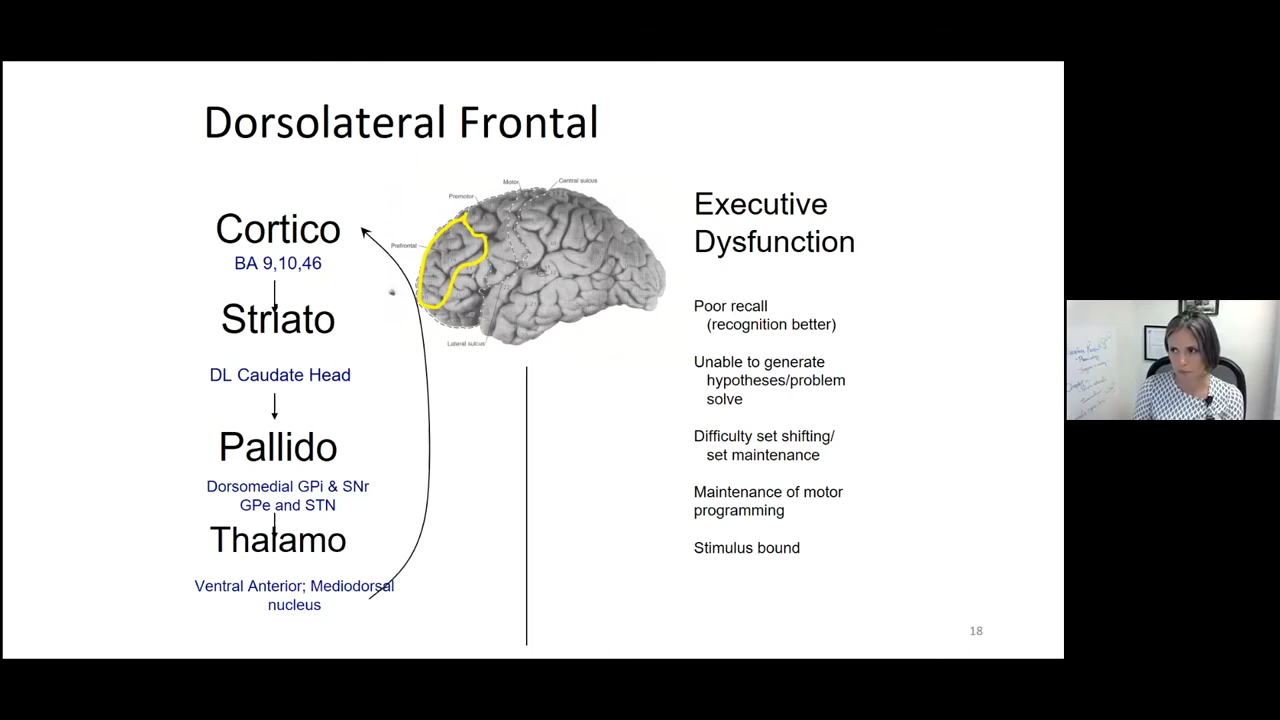 Dorsolateral Frontal
Cortico
BA 9,10,46
Striato
DL Caudate Head
Pallido
Dorsomedial GPi & SNr
GPe and STN
Thalamo
Ventral Anterior; Mediodorsal
nucleus
Motor
Central sulcus
Premotor
Prefrontal
Lateral sulcus
Executive
Dysfunction
Poor recall
(recognition better)
Unable to generate
hypotheses/problem
solve
Difficulty set shifting/
set maintenance
Maintenance of motor
programming
Stimulus bound
18